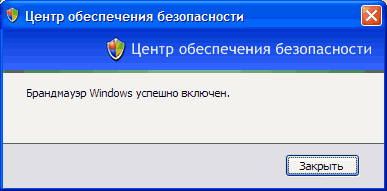 Центр обеспечения безопасности
Центр обеспечения безопасности
Брандмауэр Windows успешно включен.
Закрыть